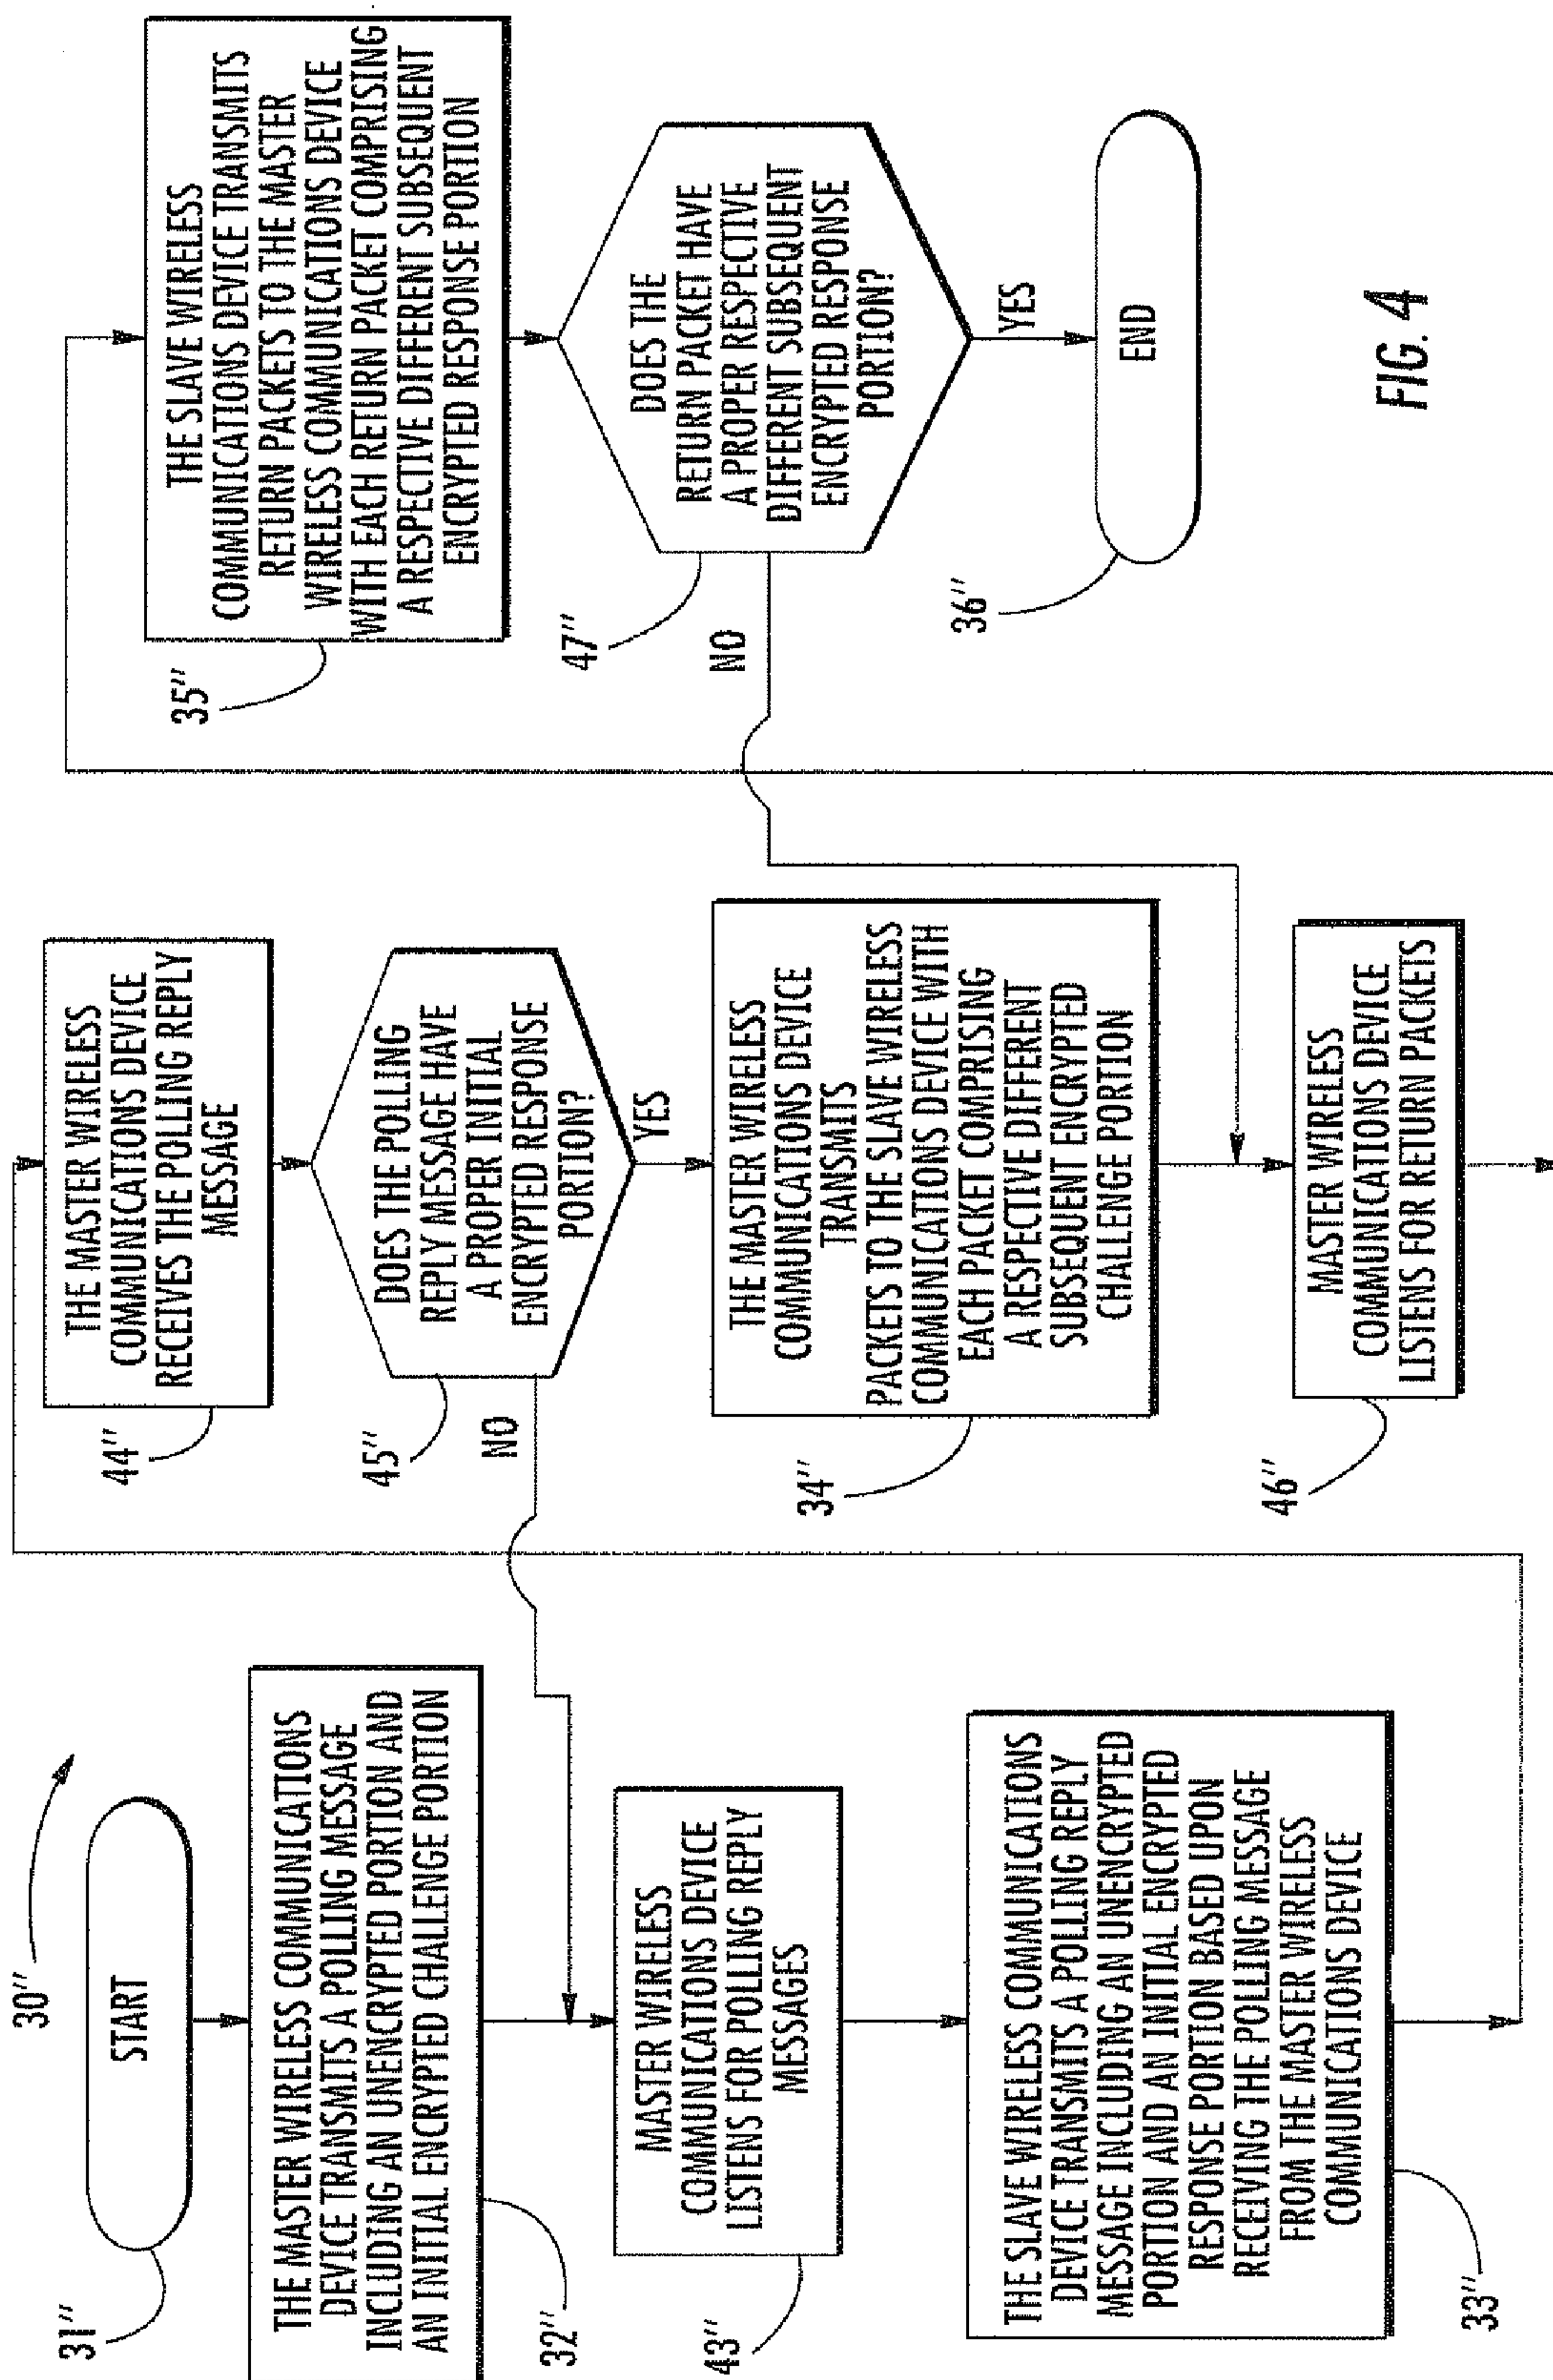 30''
31''
START
THE MASTER WIRELESS COMMUNICATIONS
DEVICE TRANSMITS A POLLING MESSAGE
INCLUDING AN UNENCRYPTED PORTION AND
AN INITIAL ENCRYPTED CHALLENGE PORTION
32''
MASTER WIRELESS
COMMUNICATIONS DEVICE
LISTENS FOR POLLING REPLY
MESSAGES
43''
THE SLAVE WIRELESS COMMUNICATIONS
DEVICE TRANSMITS A POLLING REPLY
MESSAGE INCLUDING AN UNENCRYPTED
PORTION AND AN INITIAL ENCRYPTED
RESPONSE PORTION BASED UPON
RECEIVING THE POLLING MESSAGE
FROM THE MASTER WIRELESS
COMMUNICATIONS DEVICE
33''
THE MASTER WIRELESS
COMMUNICATIONS DEVICE
RECEIVES THE POLLING REPLY
MESSAGE
44''
DOES THE POLLING
REPLY MESSAGE HAVE
A PROPER INITIAL
ENCRYPTED RESPONSE
PORTION?
45''
NO
YES
THE MASTER WIRELESS
COMMUNICATIONS DEVICE
TRANSMITS
PACKETS TO THE SLAVE WIRELESS
COMMUNICATIONS DEVICE WITH
EACH PACKET COMPRISING
A RESPECTIVE DIFFERENT
SUBSEQUENT ENCRYPTED
CHALLENGE PORTION
34''
MASTER WIRELESS
COMMUNICATIONS DEVICE
LISTENS FOR RETURN PACKETS
46''
THE SLAVE WIRELESS
COMMUNICATIONS DEVICE TRANSMITS
RETURN PACKETS TO THE MASTER
WIRELESS COMMUNICATIONS DEVICE
WITH EACH RETURN PACKET COMPRISING
A RESPECTIVE DIFFERENT SUBSEQUENT
ENCRYPTED RESPONSE PORTION
35''
DOES THE
RETURN PACKET HAVE
A PROPER RESPECTIVE
DIFFERENT SUBSEQUENT
ENCRYPTED RESPONSE
PORTION?
47''
NO
YES
END
36''
FIG. 4